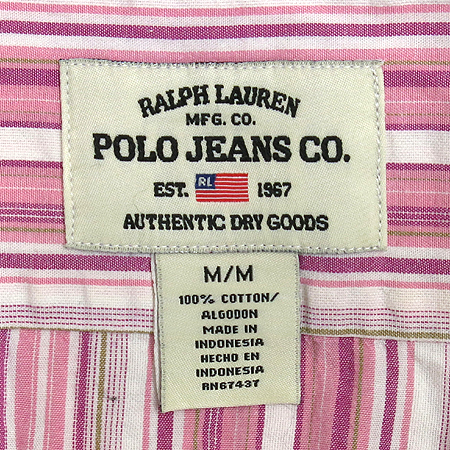 RALPH LAUREN
MFG. CO.
POLO JEANS CO.
EST. RL 1967
AUTHENTIC DRY GOODS
M/M
100% COTTON/
ALGODON
MADE IN
INDONESIA
HECHO EN
INDONESIA
RN67437